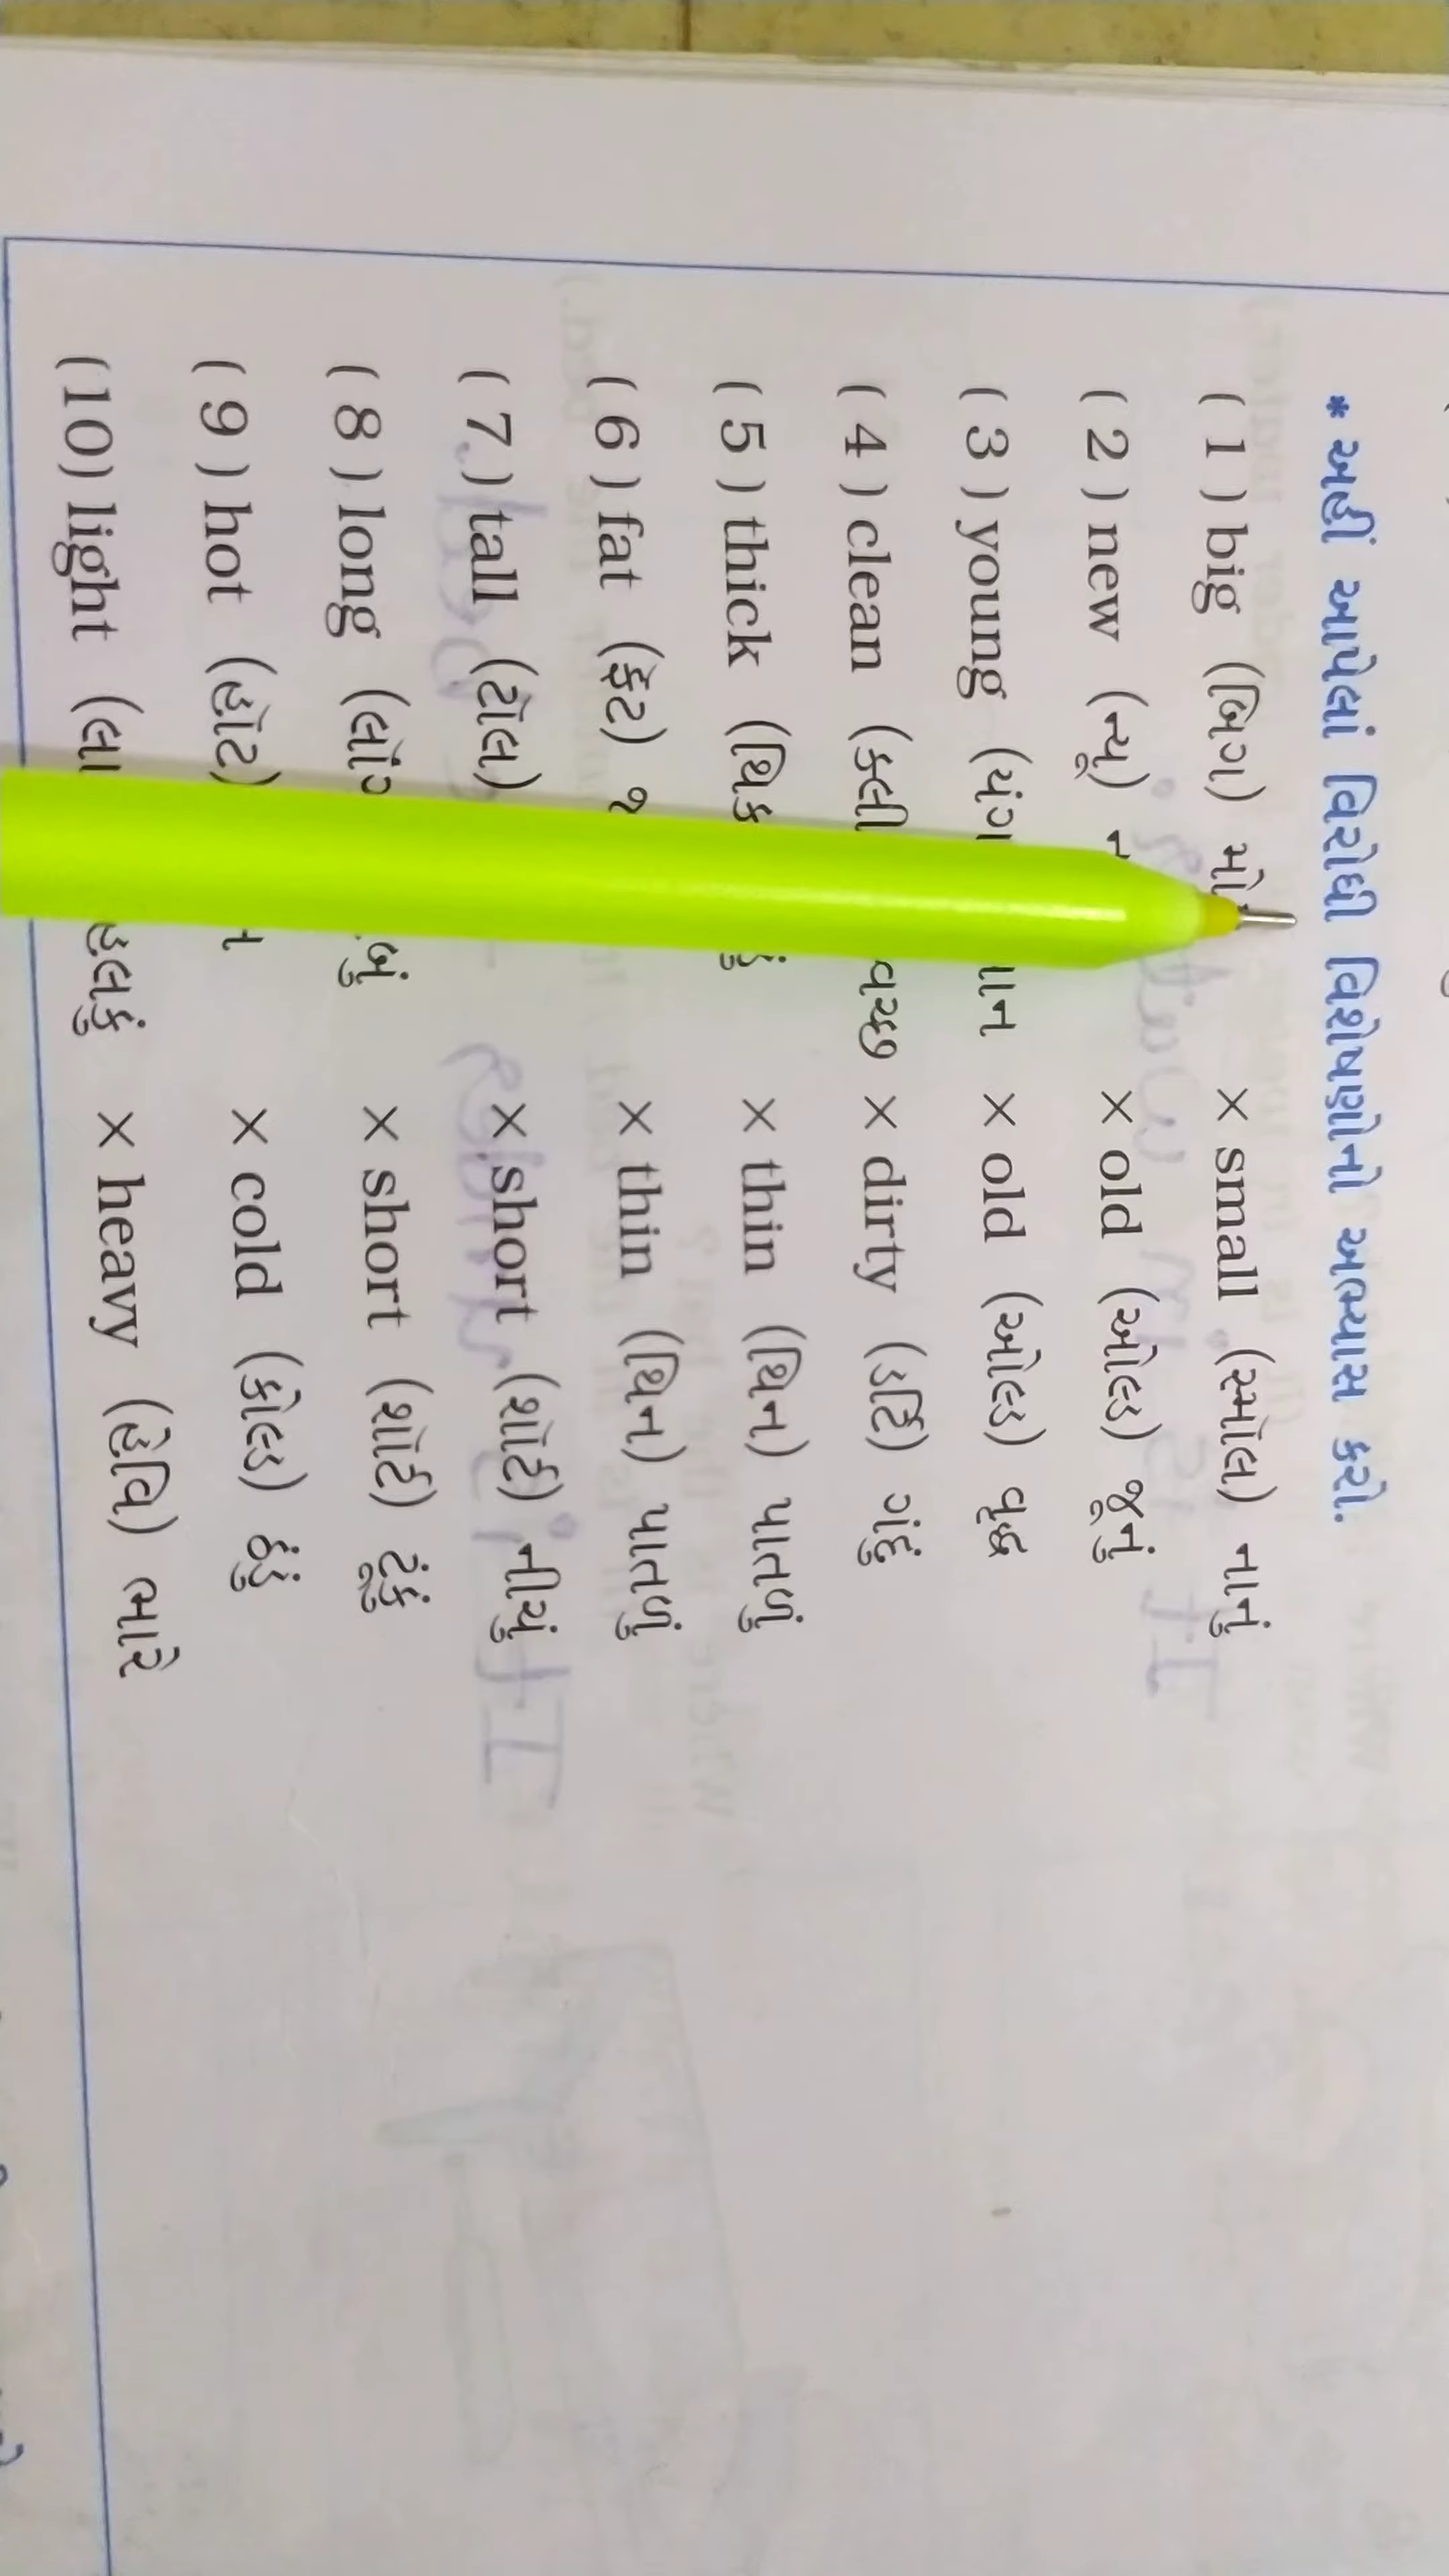 * અહીં આપેલાં વિરોધી વિશેષણોનો અભ્યાસ કરો.
( 1 ) big (બિગ) × small (સ્મૉલ) નાનું
( 2 ) new (ન્યૂ) × old (ઓલ્ડ) જૂનું
( 3 ) young × old (ઓલ્ડ) વૃદ્ધ
( 4 ) clean × dirty (ડર્ટિ) ગંદું
( 5 ) thick × thin (થિન) પાતળું
( 6 ) fat (ફૅટ) × thin (થિન) પાતળું
( 7 ) tall (ટૉલ) × short (શૉર્ટ) નીચું
( 8 ) long × short (શૉર્ટ) ટૂંકું
( 9 ) hot (હૉટ) × cold (કોલ્ડ) ઠંડું
(10) light હલકું × heavy (હેવિ) ભારે